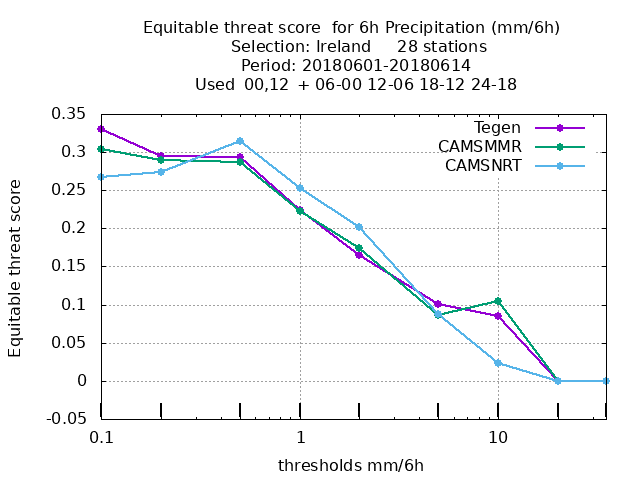 Equitable threat score  for 6h Precipitation (mm/6h)
Selection: Ireland     28 stations
Period: 20180601-20180614
Used  00,12  + 06-00 12-06 18-12 24-18
Equitable threat score
0.35
0.3
0.25
0.2
0.15
0.1
0.05
0
-0.05
Tegen
CAMSMMR
CAMSNRT
0.1 1 10
thresholds mm/6h